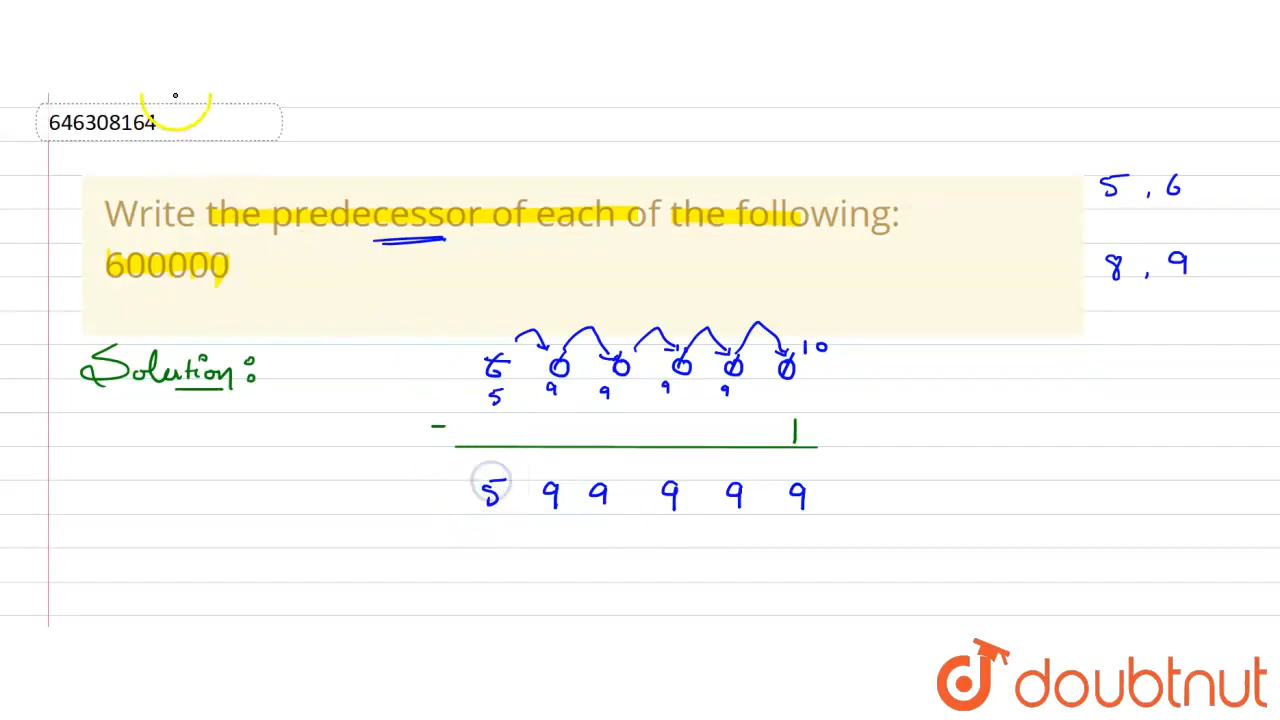 646308164
Write the predecessor of each of the following:
600000
5 , 6
8 , 9
Solution :
6 0 0 0 0 0 10
5 9 9 9 9
- 1
5 9 9 9 9 9
doubtnut